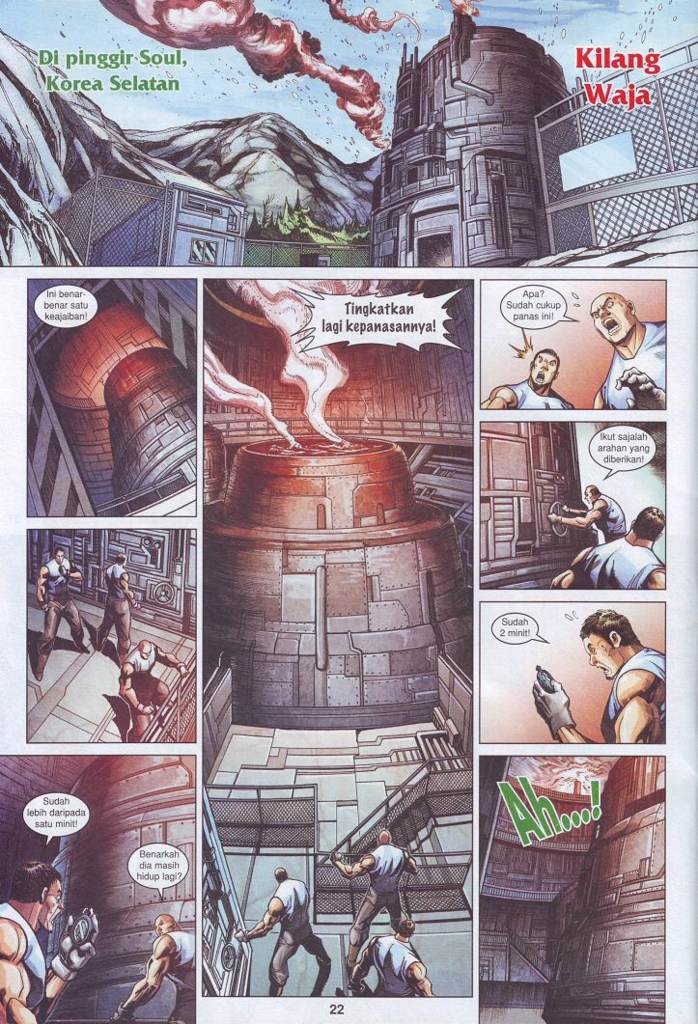 Di pinggir Soul,
Korea Selatan
Kilang
Waja
Ini benar-
benar satu
keajaiban!
Sudah
lebih daripada
satu minit!
Benarkah
dia masih
hidup lagi?
Tingkatkan
lagi kepanasannya!
Apa?
Sudah cukup
panas ini!
Ikut sajalah
arahan yang
diberikan!
Sudah
2 minit!
Ah....!
22